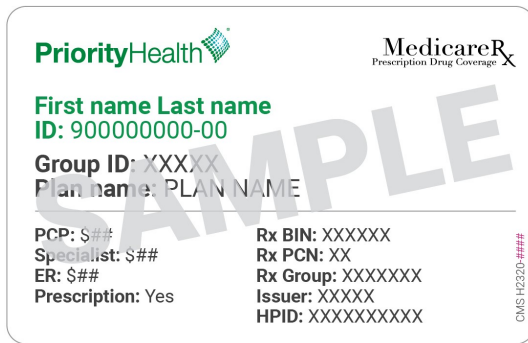 PriorityHealth
MedicareRx
Prescription Drug Coverage
First name Last name
ID: 900000000-00
Group ID: XXXXX
Plan name: PLAN NAME
SAMPLE
PCP: $##
Specialist: $##
ER: $##
Prescription: Yes
Rx BIN: XXXXXX
Rx PCN: XX
Rx Group: XXXXXXX
Issuer: XXXXX
HPID: XXXXXXXXXX
CMS H2320-####